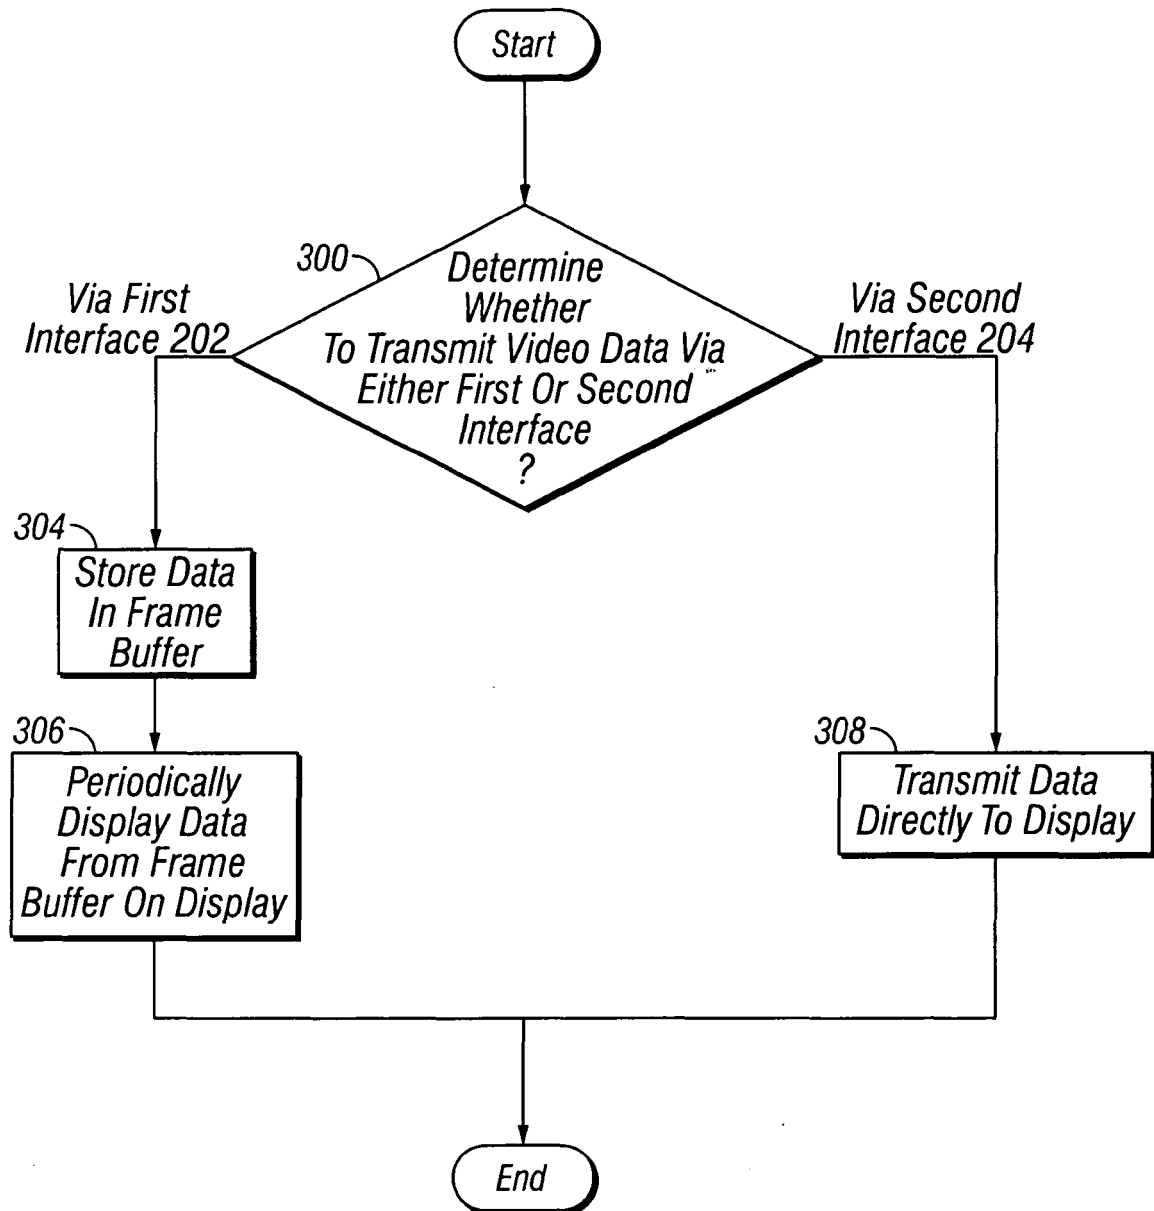 Start
300
Determine
Whether
To Transmit Video Data Via
Either First Or Second
Interface
?
Via First
Interface 202
Via Second
Interface 204
304
Store Data
In Frame
Buffer
306
Periodically
Display Data
From Frame
Buffer On Display
308
Transmit Data
Directly To Display
End